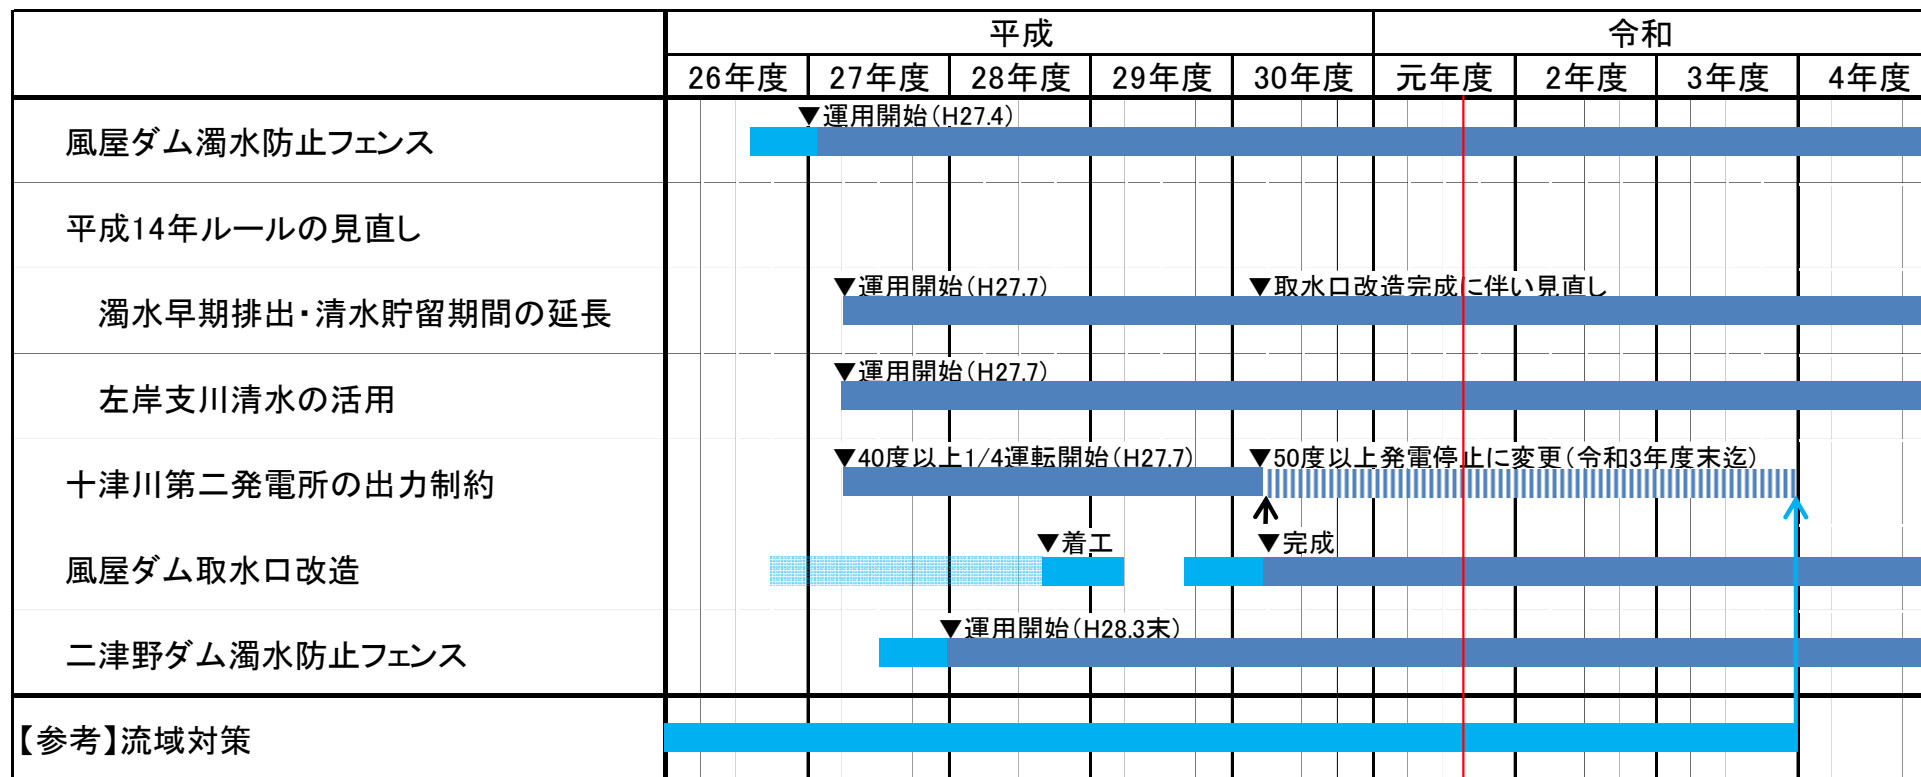 平成 令和
26年度 27年度 28年度 29年度 30年度 元年度 2年度 3年度 4年度
▼運用開始(H27.4)
風屋ダム濁水防止フェンス
平成14年ルールの見直し
▼運用開始(H27.7) ▼取水口改造完成に伴い見直し
濁水早期排出・清水貯留期間の延長
▼運用開始(H27.7)
左岸支川清水の活用
▼40度以上1/4運転開始(H27.7) ▼50度以上発電停止に変更(令和3年度末迄)
十津川第二発電所の出力制約
▼着工 ▼完成
風屋ダム取水口改造
▼運用開始(H28.3末)
二津野ダム濁水防止フェンス
【参考】流域対策